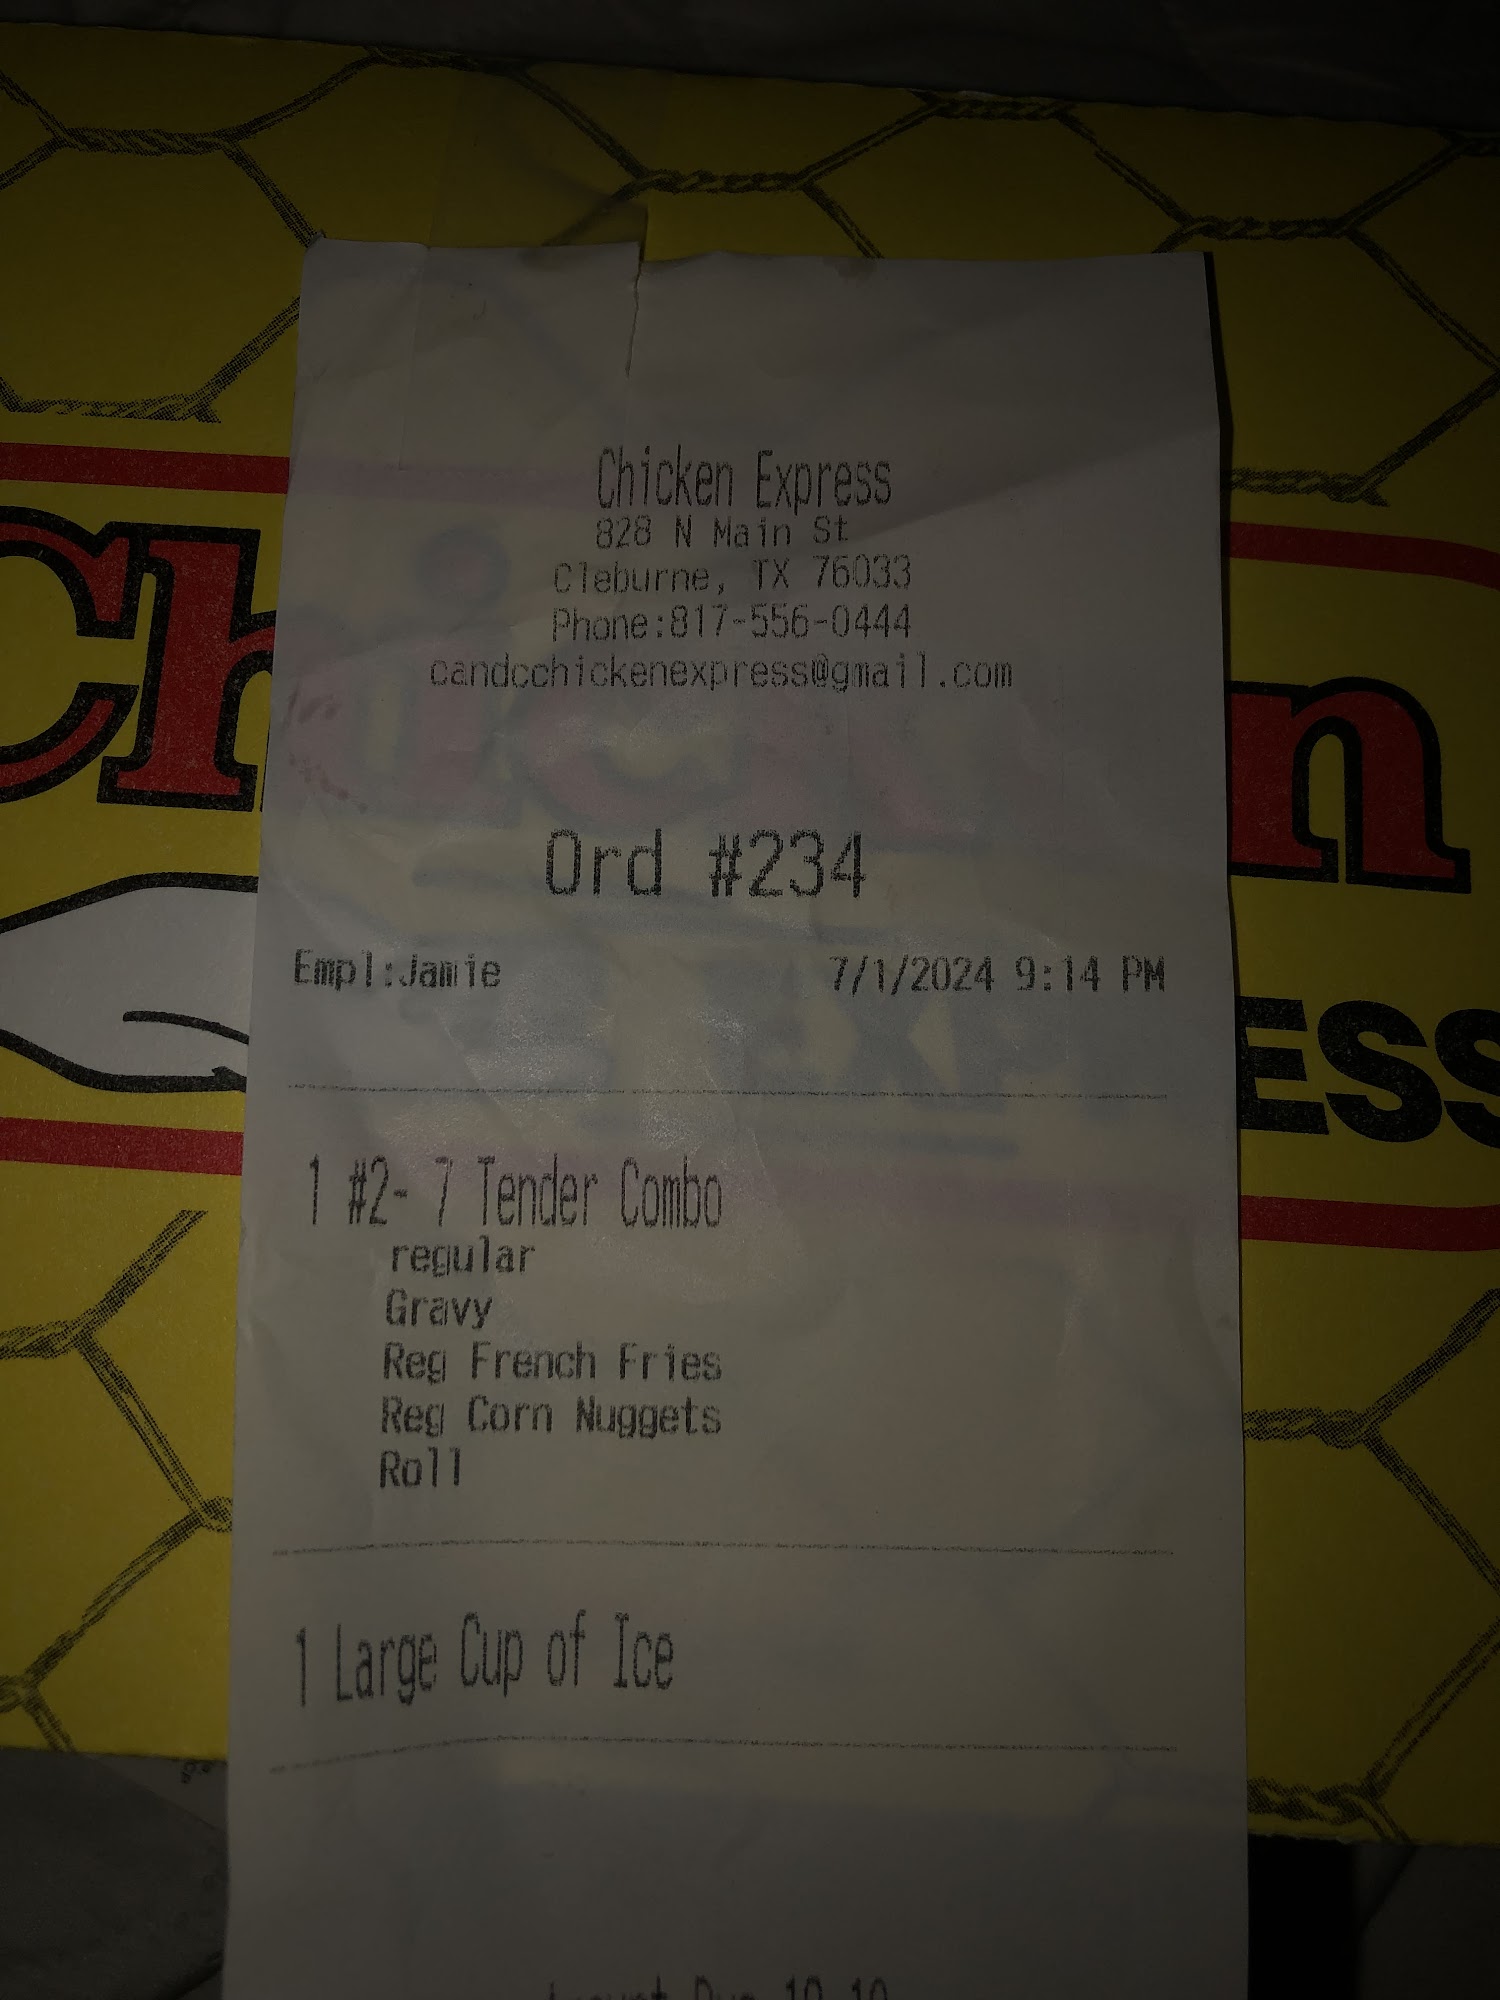 Chicken Express
828 N Main St
Cleburne, TX 76033
Phone:817-556-0444
candcchickenexpress@gmail.com
Ch n
Ord #234
Empl:Jamie 7/1/2024 9:14 PM
ESS
1 #2- 7 Tender Combo
regular
Gravy
Reg French Fries
Reg Corn Nuggets
Roll
1 Large Cup of Ice